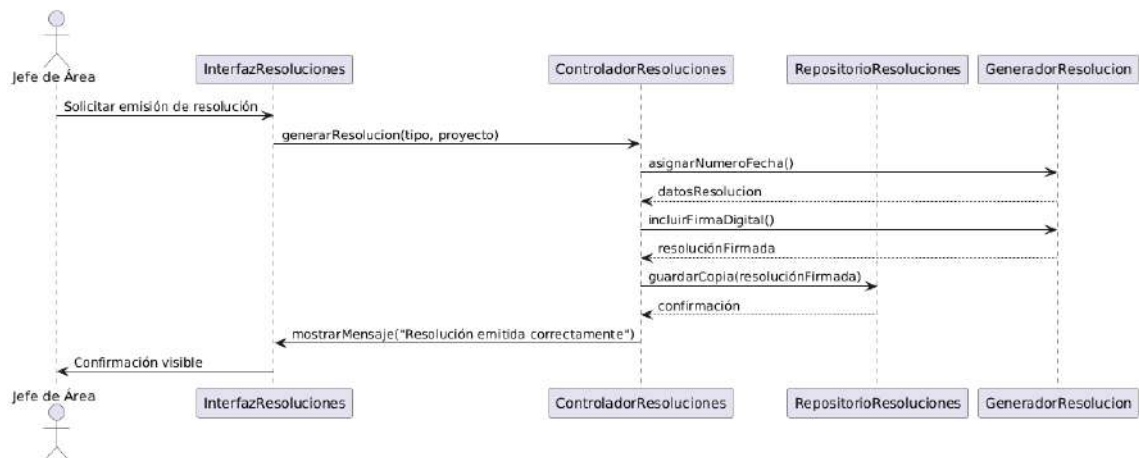 Jefe de Área
InterfazResoluciones
ControladorResoluciones
RepositorioResoluciones
GeneradorResolucion
Solicitar emisión de resolución
generarResolucion(tipo, proyecto)
asignarNumeroFecha()
datosResolucion
incluirFirmaDigital()
resoluciónFirmada
guardarCopia(resoluciónFirmada)
confirmación
mostrarMensaje("Resolución emitida correctamente")
Confirmación visible
Jefe de Área
InterfazResoluciones
ControladorResoluciones
RepositorioResoluciones
GeneradorResolucion